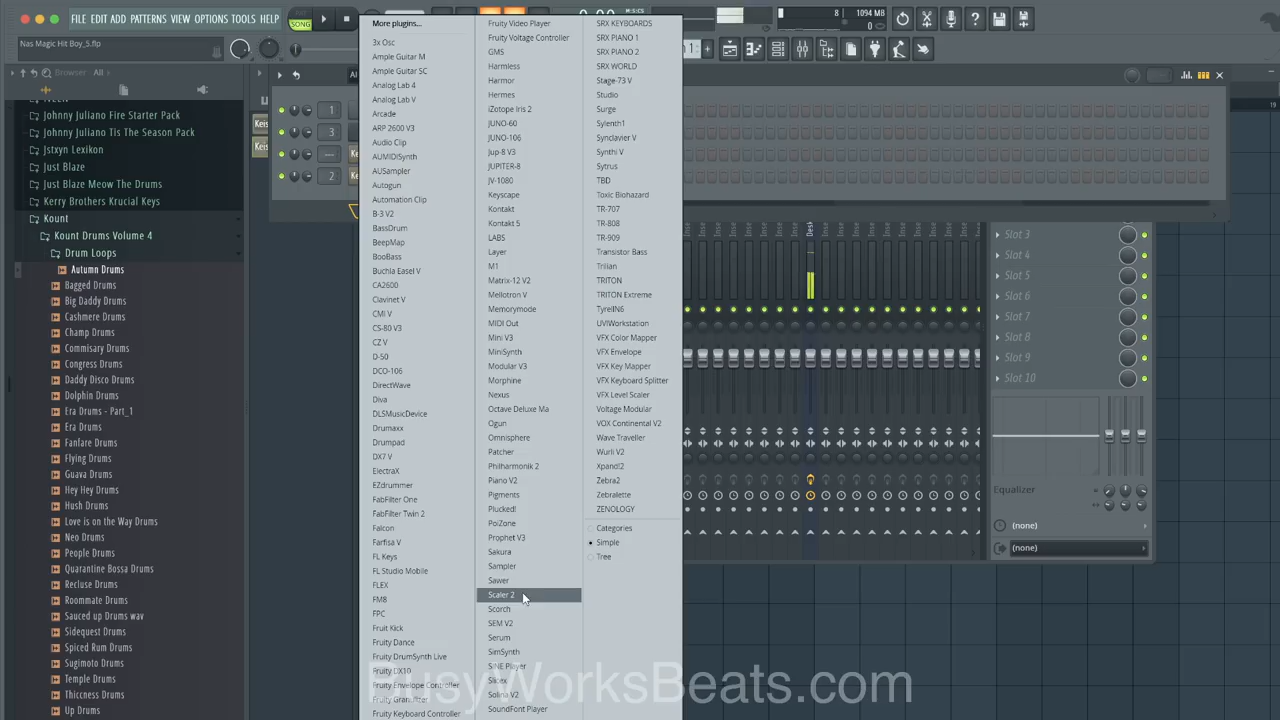 FILE EDIT ADD PATTERNS VIEW OPTIONS TOOLS HELP
Nas Magic Hit Boy_5.flp
SONG
8
1094 MB
0
Browser All
Johnny Juliano Fire Starter Pack
Johnny Juliano Tis The Season Pack
Jstxyn Lexikon
Just Blaze
Just Blaze Meow The Drums
Kerry Brothers Krucial Keys
Kount
Kount Drums Volume 4
Drum Loops
Autumn Drums
Bagged Drums
Big Daddy Drums
Cashmere Drums
Champ Drums
Commisary Drums
Congress Drums
Daddy Disco Drums
Dolphin Drums
Era Drums - Part_1
Era Drums
Fanfare Drums
Flying Drums
Guava Drums
Hey Hey Drums
Hush Drums
Love is on the Way Drums
Neo Drums
People Drums
Quarantine Bossa Drums
Recluse Drums
Roommate Drums
Sauced up Drums wav
Sidequest Drums
Spiced Rum Drums
Sugimoto Drums
Temple Drums
Thiccness Drums
Up Drums
1
3
---
2
More plugins...
3x Osc
Ample Guitar M
Ample Guitar SC
Analog Lab 4
Analog Lab V
Arcade
ARP 2600 V3
Audio Clip
AUMIDISynth
AUSampler
Autogun
Automation Clip
B-3 V2
BassDrum
BeepMap
BooBass
Buchla Easel V
CA2600
Clavinet V
CMI V
CS-80 V3
CZ V
D-50
DCO-106
DirectWave
Diva
DLSMusicDevice
Drumaxx
Drumpad
DX7 V
ElectraX
EZdrummer
FabFilter One
FabFilter Twin 2
Falcon
Farfisa V
FL Keys
FL Studio Mobile
FLEX
FM8
FPC
Fruit Kick
Fruity Dance
Fruity DrumSynth Live
Fruity DX10
Fruity Envelope Controller
Fruity Granulizer
Fruity Keyboard Controller
Fruity Video Player
Fruity Voltage Controller
GMS
Harmless
Harmor
Hermes
iZotope Iris 2
JUNO-60
JUNO-106
Jup-8 V3
JUPITER-8
JV-1080
Keyscape
Kontakt
Kontakt 5
LABS
Layer
M1
Matrix-12 V2
Mellotron V
Memorymode
MIDI Out
Mini V3
MiniSynth
Modular V3
Morphine
Nexus
Octave Deluxe Ma
Ogun
Omnisphere
Patcher
Philharmonik 2
Piano V2
Pigments
Plucked!
PoiZone
Prophet V3
Sakura
Sampler
Sawer
Scaler 2
Scorch
SEM V2
Serum
SimSynth
SINE Player
Slicex
Solina V2
SoundFont Player
SRX KEYBOARDS
SRX PIANO 1
SRX PIANO 2
SRX WORLD
Stage-73 V
Studio
Surge
Sylenth1
Synclavier V
Synthi V
Sytrus
TBD
Toxic Biohazard
TR-707
TR-808
TR-909
Transistor Bass
Trilian
TRITON
TRITON Extreme
TyrellN6
UVIWorkstation
VFX Color Mapper
VFX Envelope
VFX Key Mapper
VFX Keyboard Splitter
VFX Level Scaler
Voltage Modular
VOX Continental V2
Wave Traveller
Wurli V2
Xpand!2
Zebra2
Zebralette
ZENOLOGY
Categories
Simple
Tree
Slot 3
Slot 4
Slot 5
Slot 6
Slot 7
Slot 8
Slot 9
Slot 10
Equalizer
(none)
(none)
BusyWorksBeats.com